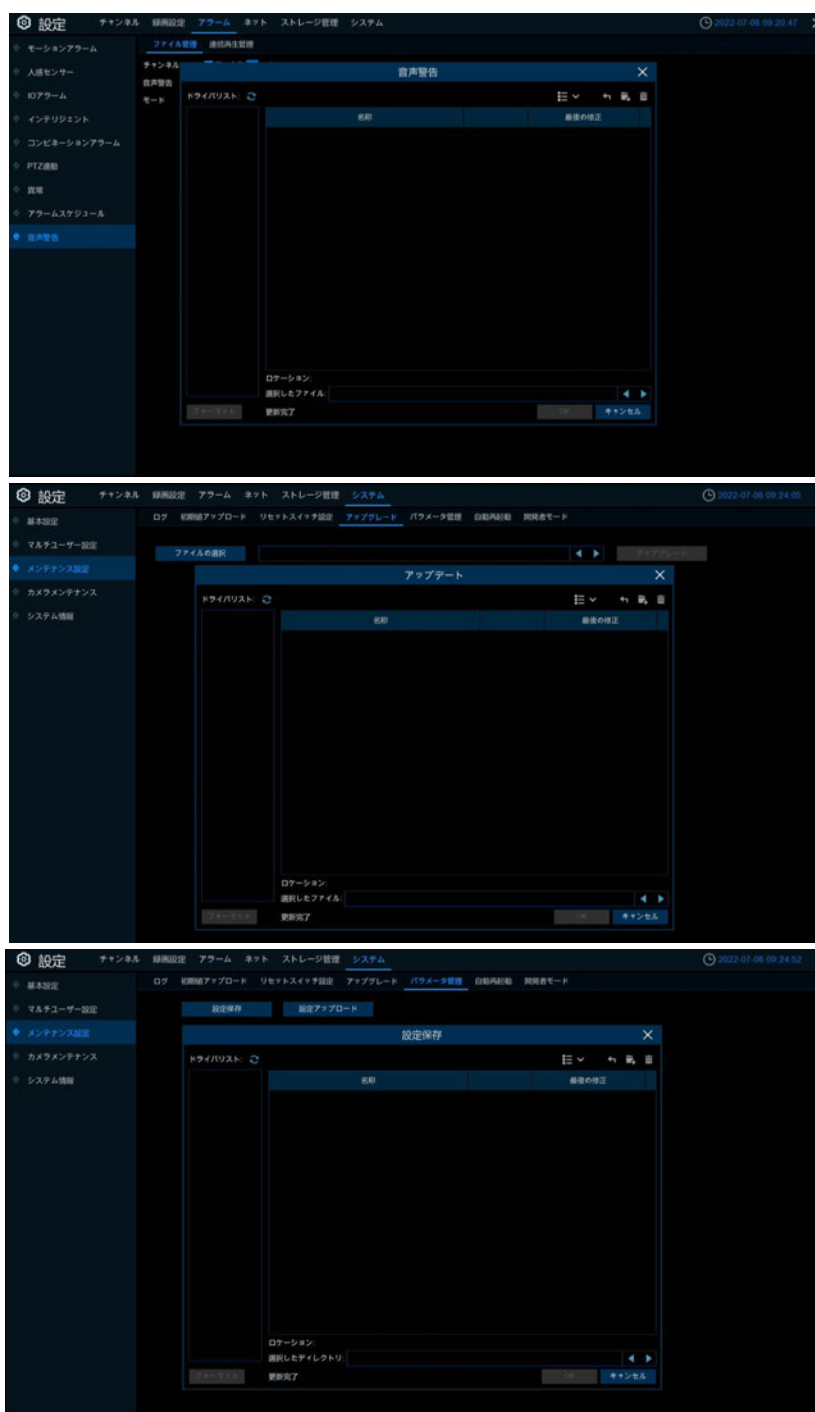 設定 チャンネル 録画設定 アラーム ネット ストレージ管理 システム 2022-07-08 09:20:47
モーションアラーム
人感センサー
IOアラーム
インテリジェント
コンビネーションアラーム
PTZ連動
異常
アラームスケジュール
音声警告
ファイル管理 連続再生管理
チャンネル
音声警告
モード
音声警告
ドライバリスト:
名称 最後の修正
ロケーション:
選択したファイル:
フォーマット 更新完了 OK キャンセル
設定 チャンネル 録画設定 アラーム ネット ストレージ管理 システム 2022-07-08 09:24:05
基本設定
マルチユーザー設定
メンテナンス設定
カメラメンテナンス
システム情報
ログ 初期値アップロード リセットスイッチ設定 アップグレード パラメータ管理 自動再起動 開発者モード
ファイルの選択 アップグレード
アップデート
ドライバリスト:
名称 最後の修正
ロケーション:
選択したファイル:
フォーマット 更新完了 OK キャンセル
設定 チャンネル 録画設定 アラーム ネット ストレージ管理 システム 2022-07-08 09:24:52
基本設定
マルチユーザー設定
メンテナンス設定
カメラメンテナンス
システム情報
ログ 初期値アップロード リセットスイッチ設定 アップグレード パラメータ管理 自動再起動 開発者モード
設定保存 設定アップロード
設定保存
ドライバリスト:
名称 最後の修正
ロケーション:
選択したディレクトリ:
フォーマット 更新完了 OK キャンセル